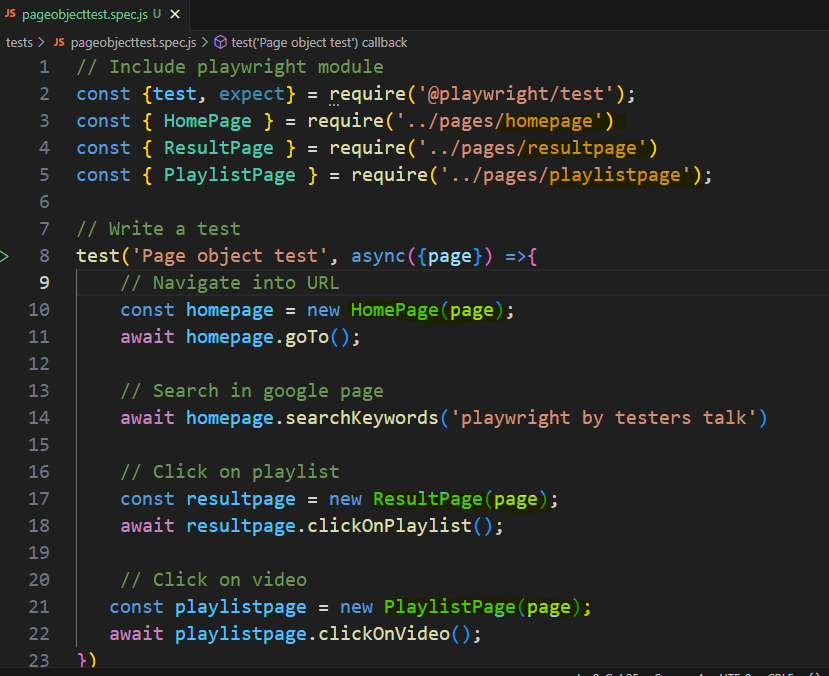 JS pageobjecttest.spec.js U ×
tests > JS pageobjecttest.spec.js > test('Page object test') callback
1 // Include playwright module
2 const {test, expect} = require('@playwright/test');
3 const { HomePage } = require('../pages/homepage')
4 const { ResultPage } = require('../pages/resultpage')
5 const { PlaylistPage } = require('../pages/playlistpage');
6
7 // Write a test
8 test('Page object test', async({page}) =>{
9 // Navigate into URL
10 const homepage = new HomePage(page);
11 await homepage.goTo();
12
13 // Search in google page
14 await homepage.searchKeywords('playwright by testers talk')
15
16 // Click on playlist
17 const resultpage = new ResultPage(page);
18 await resultpage.clickOnPlaylist();
19
20 // Click on video
21 const playlistpage = new PlaylistPage(page);
22 await playlistpage.clickOnVideo();
23 })